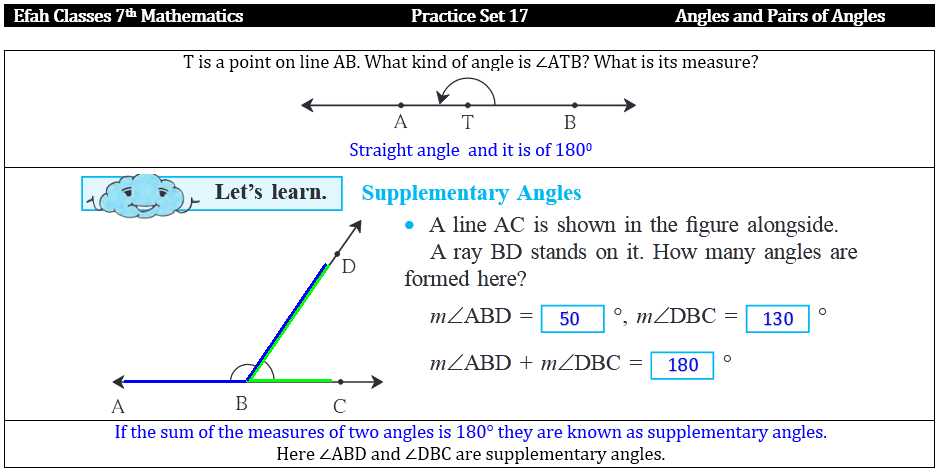 Efah Classes 7th Mathematics Practice Set 17 Angles and Pairs of Angles
T is a point on line AB. What kind of angle is ∠ATB? What is its measure?
A T B
Straight angle and it is of 180⁰
Let's learn. Supplementary Angles
• A line AC is shown in the figure alongside.
A ray BD stands on it. How many angles are
formed here?
D
m∠ABD = 50 °, m∠DBC = 130 °
m∠ABD + m∠DBC = 180 °
A B C
If the sum of the measures of two angles is 180° they are known as supplementary angles.
Here ∠ABD and ∠DBC are supplementary angles.